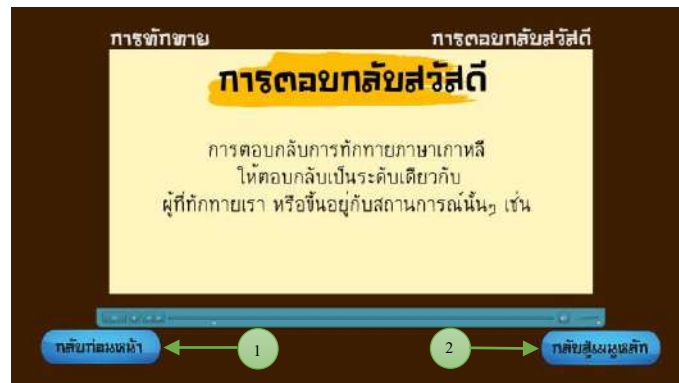 การทักทาย
การตอบกลับสวัสดี
การตอบกลับสวัสดี
การตอบกลับการทักทายภาษาเกาหลี
ให้ตอบกลับเป็นระดับเดียวกับ
ผู้ที่ทักทายเรา หรือขึ้นอยู่กับสถานการณ์นั้นๆ เช่น
กลับก่อนหน้า
1
2
กลับสู่เมนูหลัก